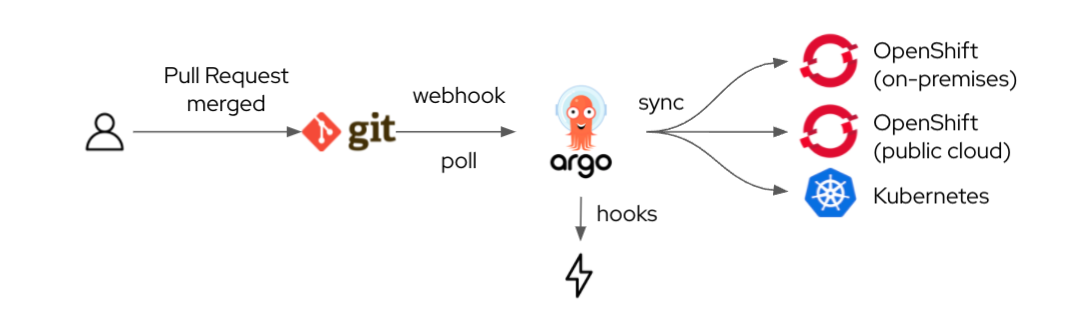 Pull Request
merged
git
webhook
poll
argo
sync
hooks
OpenShift
(on-premises)
OpenShift
(public cloud)
Kubernetes